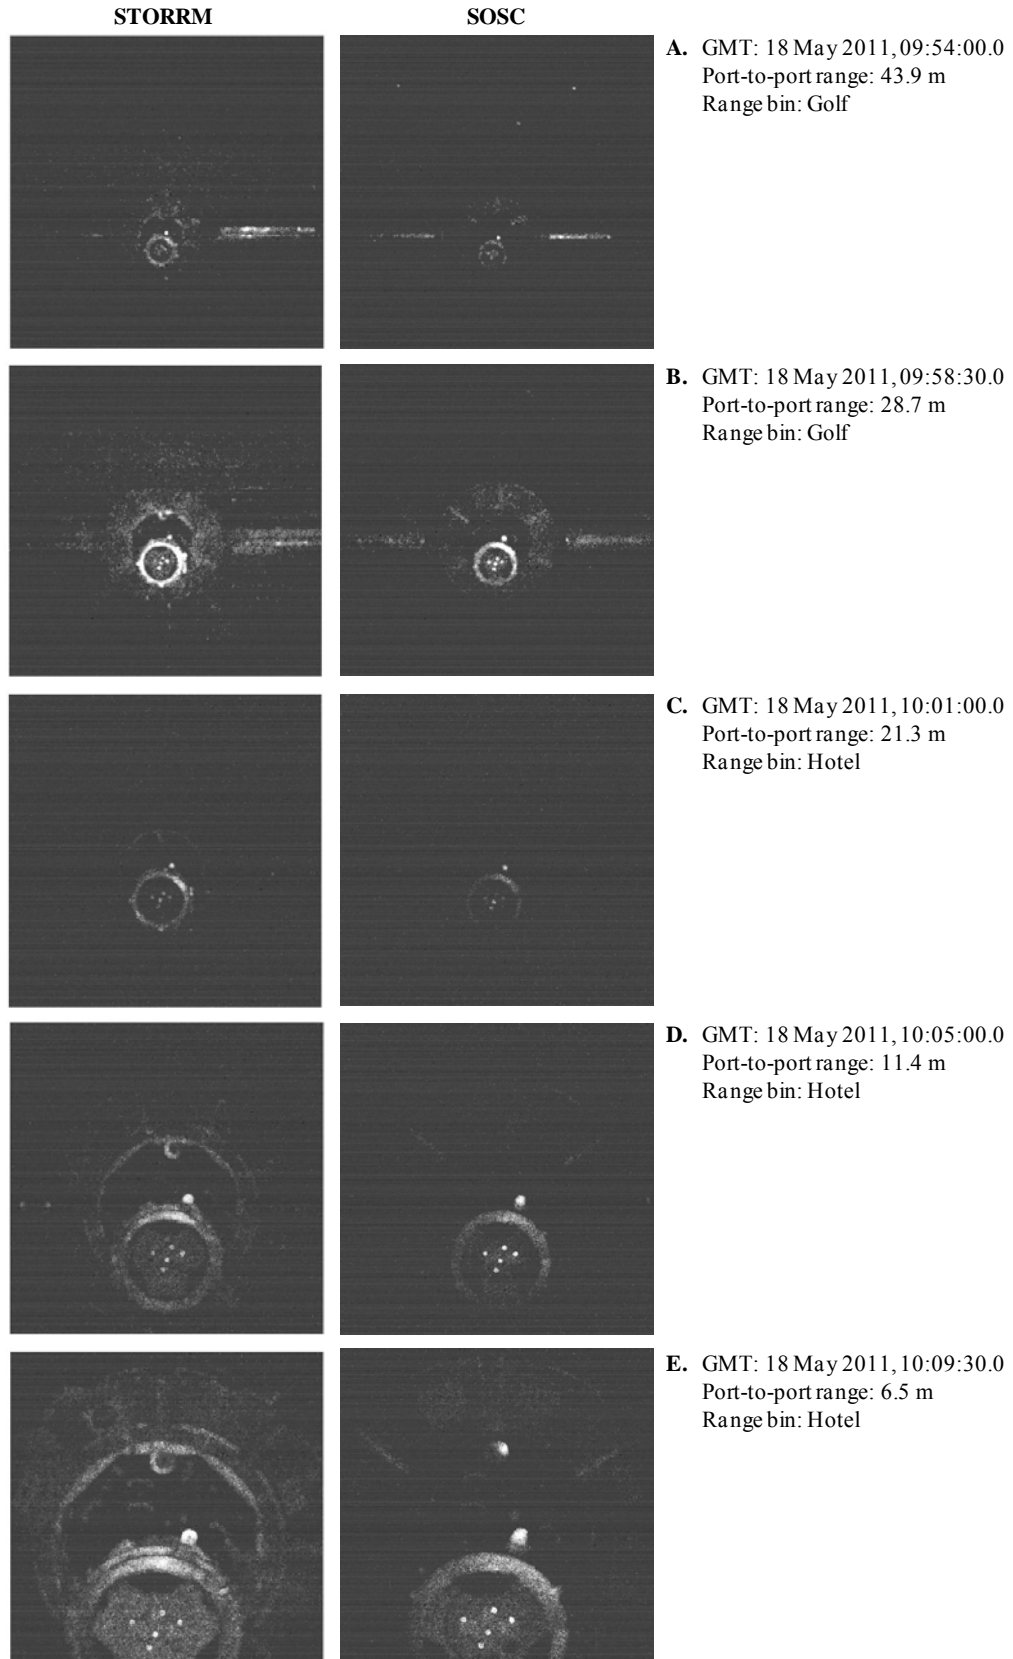 STORRM SOSC
A. GMT: 18 May 2011, 09:54:00.0
Port-to-port range: 43.9 m
Range bin: Golf
B. GMT: 18 May 2011, 09:58:30.0
Port-to-port range: 28.7 m
Range bin: Golf
C. GMT: 18 May 2011, 10:01:00.0
Port-to-port range: 21.3 m
Range bin: Hotel
D. GMT: 18 May 2011, 10:05:00.0
Port-to-port range: 11.4 m
Range bin: Hotel
E. GMT: 18 May 2011, 10:09:30.0
Port-to-port range: 6.5 m
Range bin: Hotel